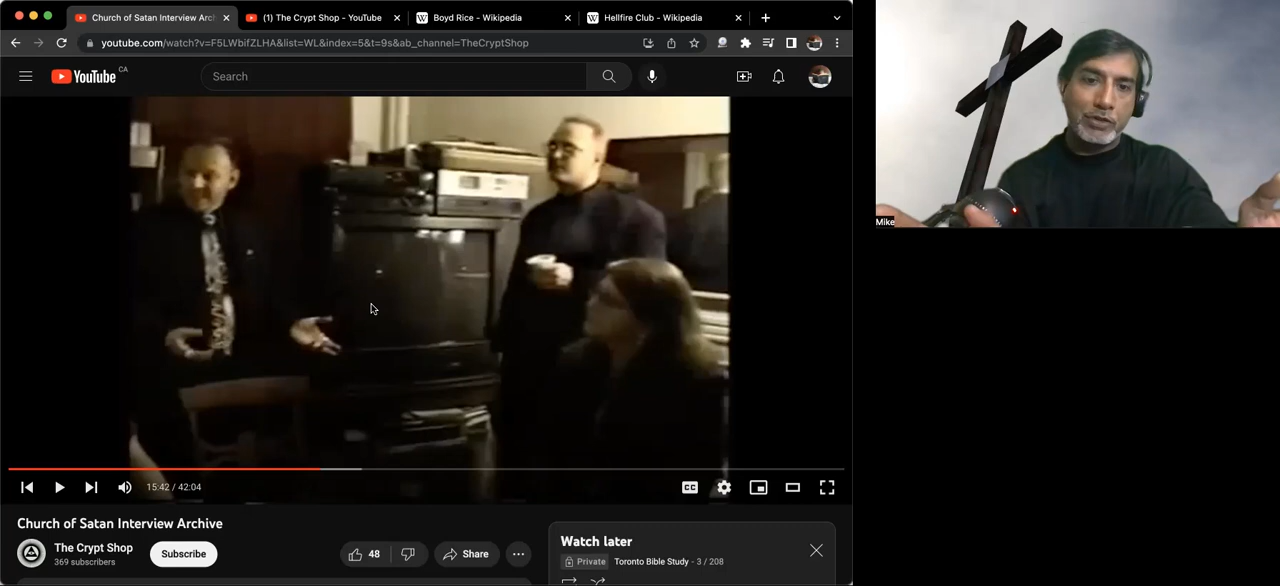 Church of Satan Interview Archi
(1) The Crypt Shop - YouTube
Boyd Rice - Wikipedia
Hellfire Club - Wikipedia
youtube.com/watch?v=F5LWbifZLHA&list=WL&index=5&t=9s&ab_channel=TheCryptShop
YouTube CA
Search
Mike
15:42 / 42:04
CC
Church of Satan Interview Archive
The Crypt Shop
369 subscribers
Subscribe
48
Share
Watch later
Private
Toronto Bible Study - 3 / 208